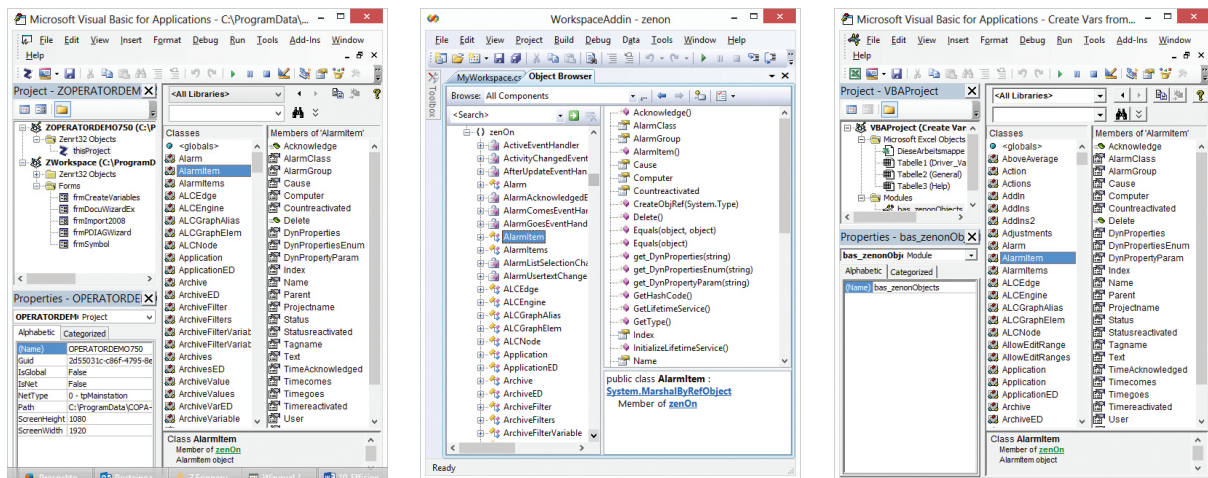 Microsoft Visual Basic for Applications - C:\ProgramData\...
File Edit View Insert Format Debug Run Tools Add-Ins Window
Help
Project - ZOPERATORDEM
ZOPERATORDEMO750 (C:\P
Zenrt32 Objects
thisProject
ZWorkspace (C:\ProgramD
Zenrt32 Objects
Forms
frmCreateVariables
frmDocuWizardEx
frmImport2008
frmPDIAGWizard
frmSymbol
Properties - OPERATORDE
OPERATORDEM Project
Alphabetic Categorized
(Name) OPERATORDEMO750
Guid 2d55031c-c86f-4795-8e
IsGlobal False
IsNet False
NetType 0 - tpMainstation
Path C:\ProgramData\COPA-
ScreenHeight 1080
ScreenWidth 1920
<All Libraries>
Classes
<globals>
Alarm
AlarmItem
AlarmItems
ALCEdge
ALCEngine
ALCGraphAlias
ALCGraphElem
ALCNode
Application
ApplicationED
Archive
ArchiveED
ArchiveFilter
ArchiveFilters
ArchiveFilterVariab
ArchiveFilterVariab
Archives
ArchivesED
ArchiveValue
ArchiveValues
ArchiveVarED
ArchiveVariable
Members of 'AlarmItem'
Acknowledge
AlarmClass
AlarmGroup
Cause
Computer
Countreactivated
Delete
DynProperties
DynPropertiesEnum
DynPropertyParam
Index
Name
Parent
Projectname
Status
Statusreactivated
Tagname
Text
TimeAcknowledged
Timecomes
Timegoes
Timereactivated
User
Class AlarmItem
Member of zenOn
AlarmItem object
WorkspaceAddin - zenon
File Edit View Project Build Debug Data Tools Window Help
Toolbox
MyWorkspace.cs Object Browser
Browse: All Components
<Search>
{} zenOn
ActiveEventHandler
ActivityChangedEvent
AfterUpdateEventHan
Alarm
AlarmAcknowledgedE
AlarmComesEventHar
AlarmGoesEventHand
AlarmItem
AlarmItems
AlarmListSelectionCha
AlarmUsertextChange
ALCEdge
ALCEngine
ALCGraphAlias
ALCGraphElem
ALCNode
Application
ApplicationED
Archive
ArchiveED
ArchiveFilter
ArchiveFilters
ArchiveFilterVariable
Acknowledge()
AlarmClass
AlarmGroup
AlarmItem()
Cause
Computer
Countreactivated
CreateObjRef(System.Type)
Delete()
Equals(object, object)
Equals(object)
get_DynProperties(string)
get_DynPropertiesEnum(string)
get_DynPropertyParam(string)
GetHashCode()
GetLifetimeService()
GetType()
Index
InitializeLifetimeService()
Name
public class AlarmItem :
System.MarshalByRefObject
Member of zenOn
Ready
Microsoft Visual Basic for Applications - Create Vars from...
File Edit View Insert Format Debug Run Tools Add-Ins Window
Help
Project - VBAProject
VBAProject (Create Var
Microsoft Excel Objects
DieseArbeitsmappe
Tabelle1 (Driver_Va
Tabelle2 (General)
Tabelle3 (Help)
Modules
bas_zenonObjects
Properties - bas_zenonObj
bas_zenonObj Module
Alphabetic Categorized
(Name) bas_zenonObjects
<All Libraries>
Classes
<globals>
AboveAverage
Action
Actions
AddIn
AddIns
AddIns2
Adjustments
Alarm
AlarmItem
AlarmItems
ALCEdge
ALCEngine
ALCGraphAlias
ALCGraphElem
ALCNode
AllowEditRange
AllowEditRanges
Application
Application
ApplicationED
Archive
ArchiveED
Members of 'AlarmItem'
Acknowledge
AlarmClass
AlarmGroup
Cause
Computer
Countreactivated
Delete
DynProperties
DynPropertiesEnum
DynPropertyParam
Index
Name
Parent
Projectname
Status
Statusreactivated
Tagname
Text
TimeAcknowledged
Timecomes
Timegoes
Timereactivated
User
Class AlarmItem
Member of zenOn
AlarmItem object